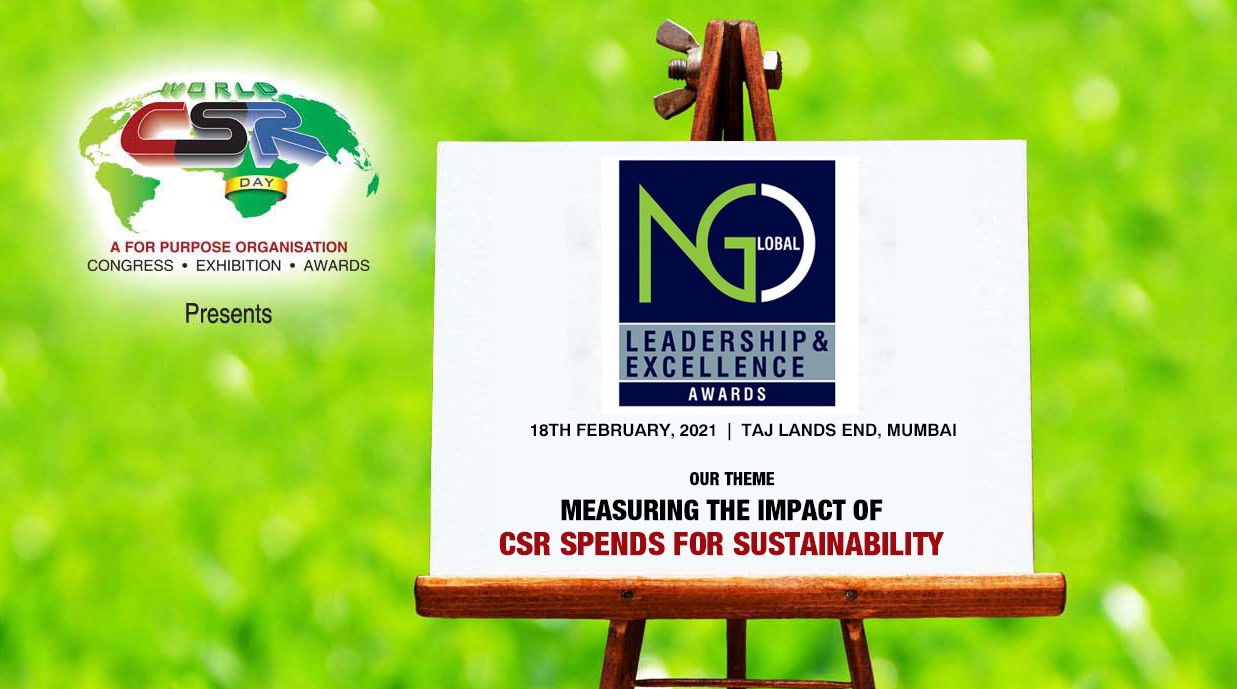 WORLD
CSR
DAY
A FOR PURPOSE ORGANISATION
CONGRESS • EXHIBITION • AWARDS
Presents
NGO
LOBAL
LEADERSHIP &
EXCELLENCE
AWARDS
18TH FEBRUARY, 2021 | TAJ LANDS END, MUMBAI
OUR THEME
MEASURING THE IMPACT OF
CSR SPENDS FOR SUSTAINABILITY